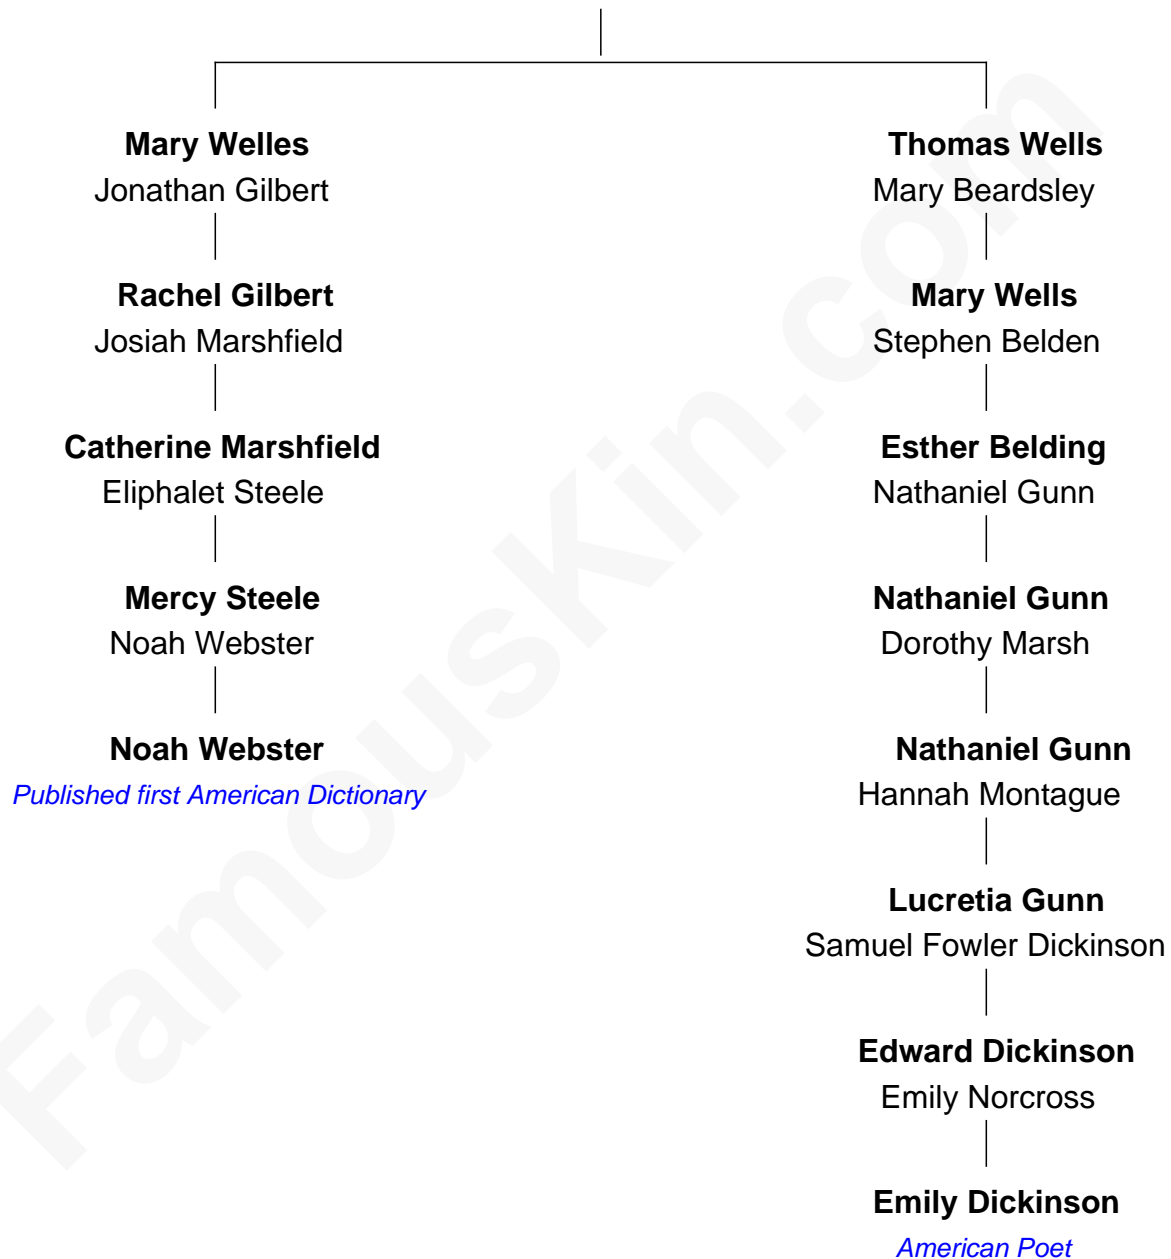 Mary Welles
Jonathan Gilbert
Rachel Gilbert
Josiah Marshfield
Catherine Marshfield
Eliphalet Steele
Mercy Steele
Noah Webster
Noah Webster
Published first American Dictionary
Thomas Wells
Mary Beardsley
Mary Wells
Stephen Belden
Esther Belding
Nathaniel Gunn
Nathaniel Gunn
Dorothy Marsh
Nathaniel Gunn
Hannah Montague
Lucretia Gunn
Samuel Fowler Dickinson
Edward Dickinson
Emily Norcross
Emily Dickinson
American Poet
FamousKin.com